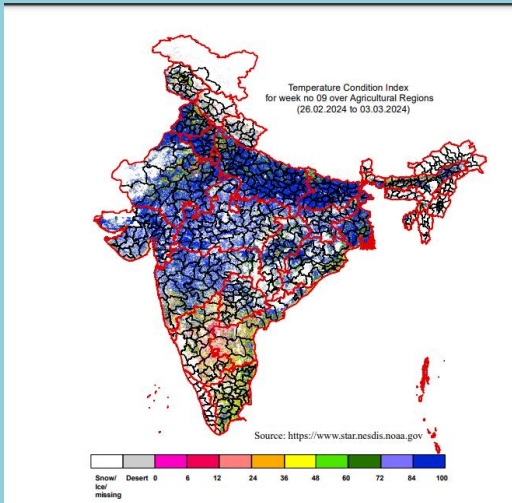 Temperature Condition Index
for week no 09 over Agricultural Regions
(26.02.2024 to 03.03.2024)
Source: https://www.star.nesdis.noaa.gov
Snow/ Ice/ missing
Desert 0 6 12 24 36 48 60 72 84 100